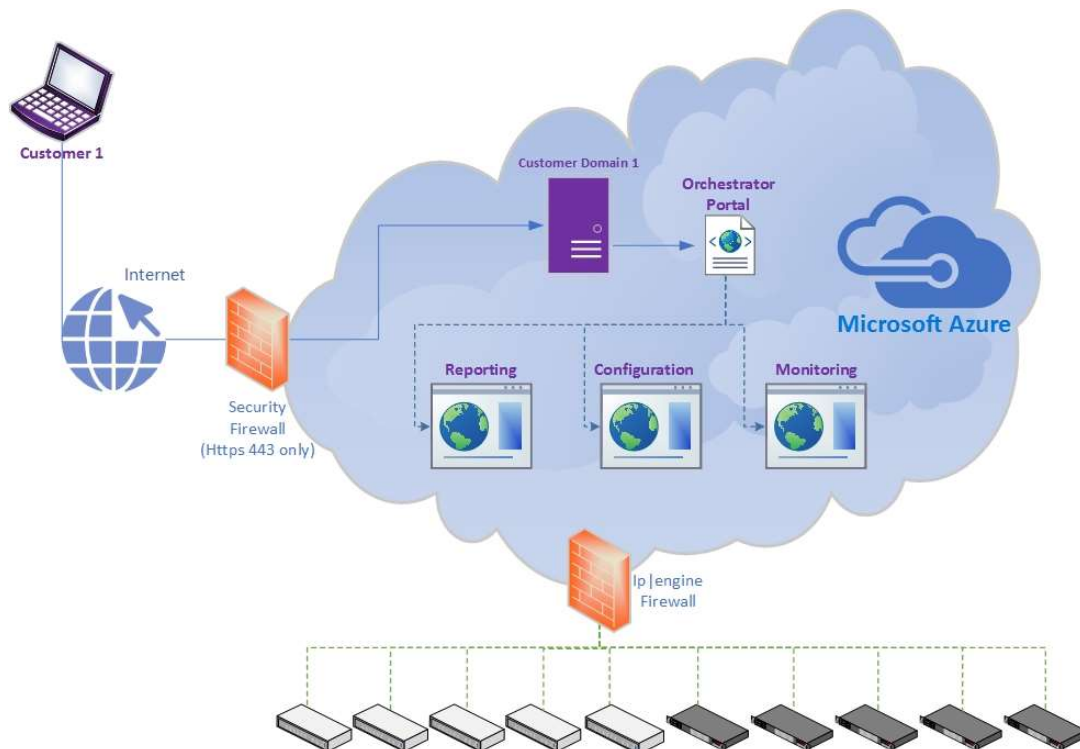 Customer 1
Customer Domain 1
Orchestrator
Portal
Internet
Microsoft Azure
Reporting
Configuration
Monitoring
Security
Firewall
(Https 443 only)
Ip|engine
Firewall